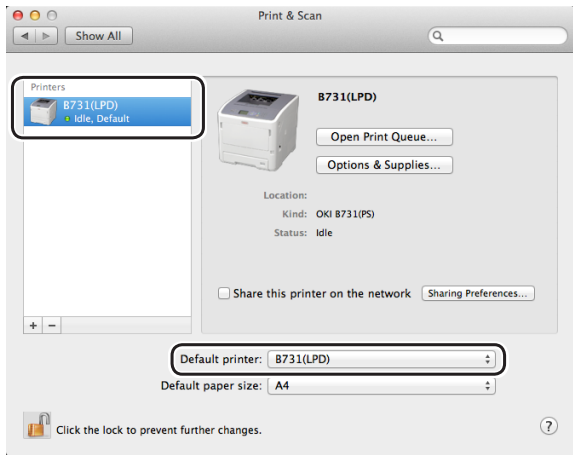 Print & Scan
Show All
Printers
B731(LPD)
Idle, Default
B731(LPD)
Open Print Queue...
Options & Supplies...
Location:
Kind: OKI B731(PS)
Status: Idle
Share this printer on the network Sharing Preferences...
+ −
Default printer: B731(LPD)
Default paper size: A4
Click the lock to prevent further changes.
?